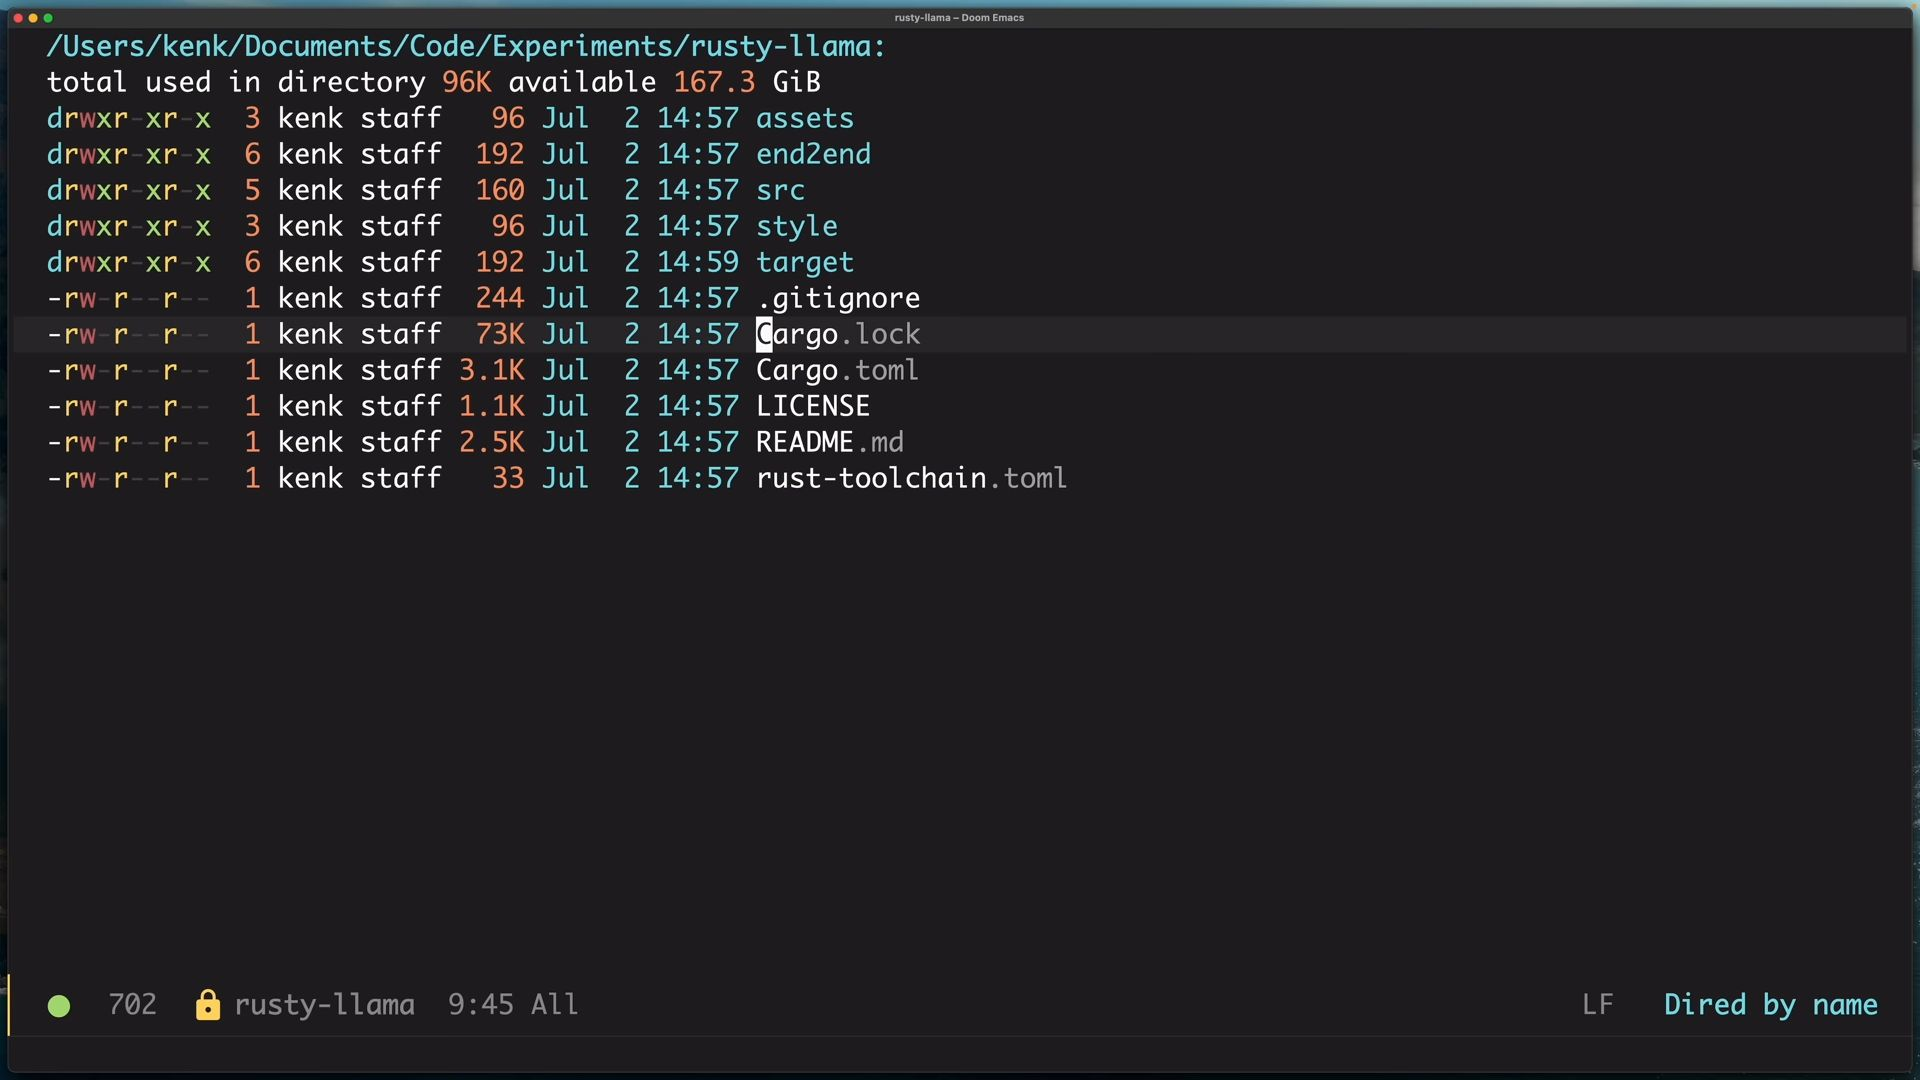 rusty-llama – Doom Emacs
/Users/kenk/Documents/Code/Experiments/rusty-llama:
total used in directory 96K available 167.3 GiB
drwxr-xr-x  3 kenk staff   96 Jul  2 14:57 assets
drwxr-xr-x  6 kenk staff  192 Jul  2 14:57 end2end
drwxr-xr-x  5 kenk staff  160 Jul  2 14:57 src
drwxr-xr-x  3 kenk staff   96 Jul  2 14:57 style
drwxr-xr-x  6 kenk staff  192 Jul  2 14:59 target
-rw-r--r--  1 kenk staff  244 Jul  2 14:57 .gitignore
-rw-r--r--  1 kenk staff  73K Jul  2 14:57 Cargo.lock
-rw-r--r--  1 kenk staff 3.1K Jul  2 14:57 Cargo.toml
-rw-r--r--  1 kenk staff 1.1K Jul  2 14:57 LICENSE
-rw-r--r--  1 kenk staff 2.5K Jul  2 14:57 README.md
-rw-r--r--  1 kenk staff   33 Jul  2 14:57 rust-toolchain.toml
702 rusty-llama 9:45 All LF Dired by name